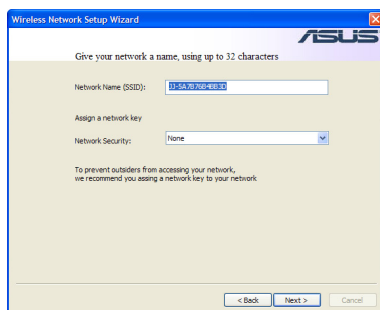 Wireless Network Setup Wizard
ASUS
Give your network a name, using up to 32 characters
Network Name (SSID):
JJ-5A7B76848B3D
Assign a network key
Network Security:
None
To prevent outsiders from accessing your network,
we recommend you assing a network key to your network
< Back
Next >
Cancel